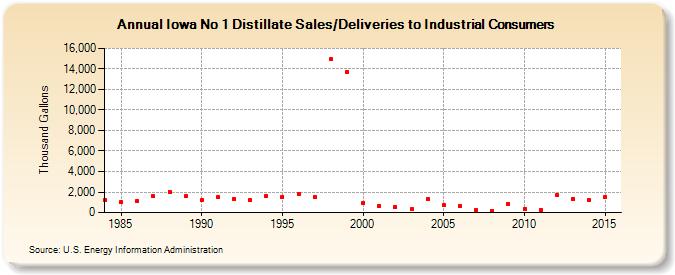 Annual Iowa No 1 Distillate Sales/Deliveries to Industrial Consumers
Thousand Gallons
16,000
14,000
12,000
10,000
8,000
6,000
4,000
2,000
0
1985 1990 1995 2000 2005 2010 2015
Source: U.S. Energy Information Administration